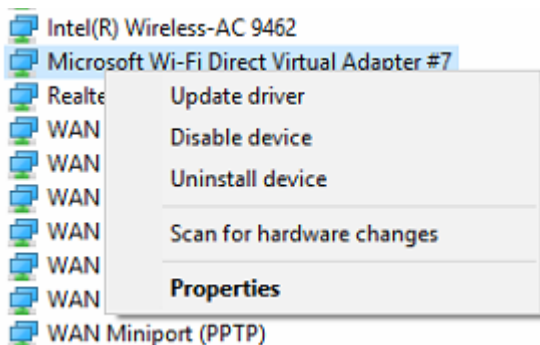 Intel(R) Wireless-AC 9462
Microsoft Wi-Fi Direct Virtual Adapter #7
Realte
Update driver
WAN
Disable device
WAN
Uninstall device
WAN
WAN
Scan for hardware changes
WAN
WAN
Properties
WAN Miniport (PPTP)